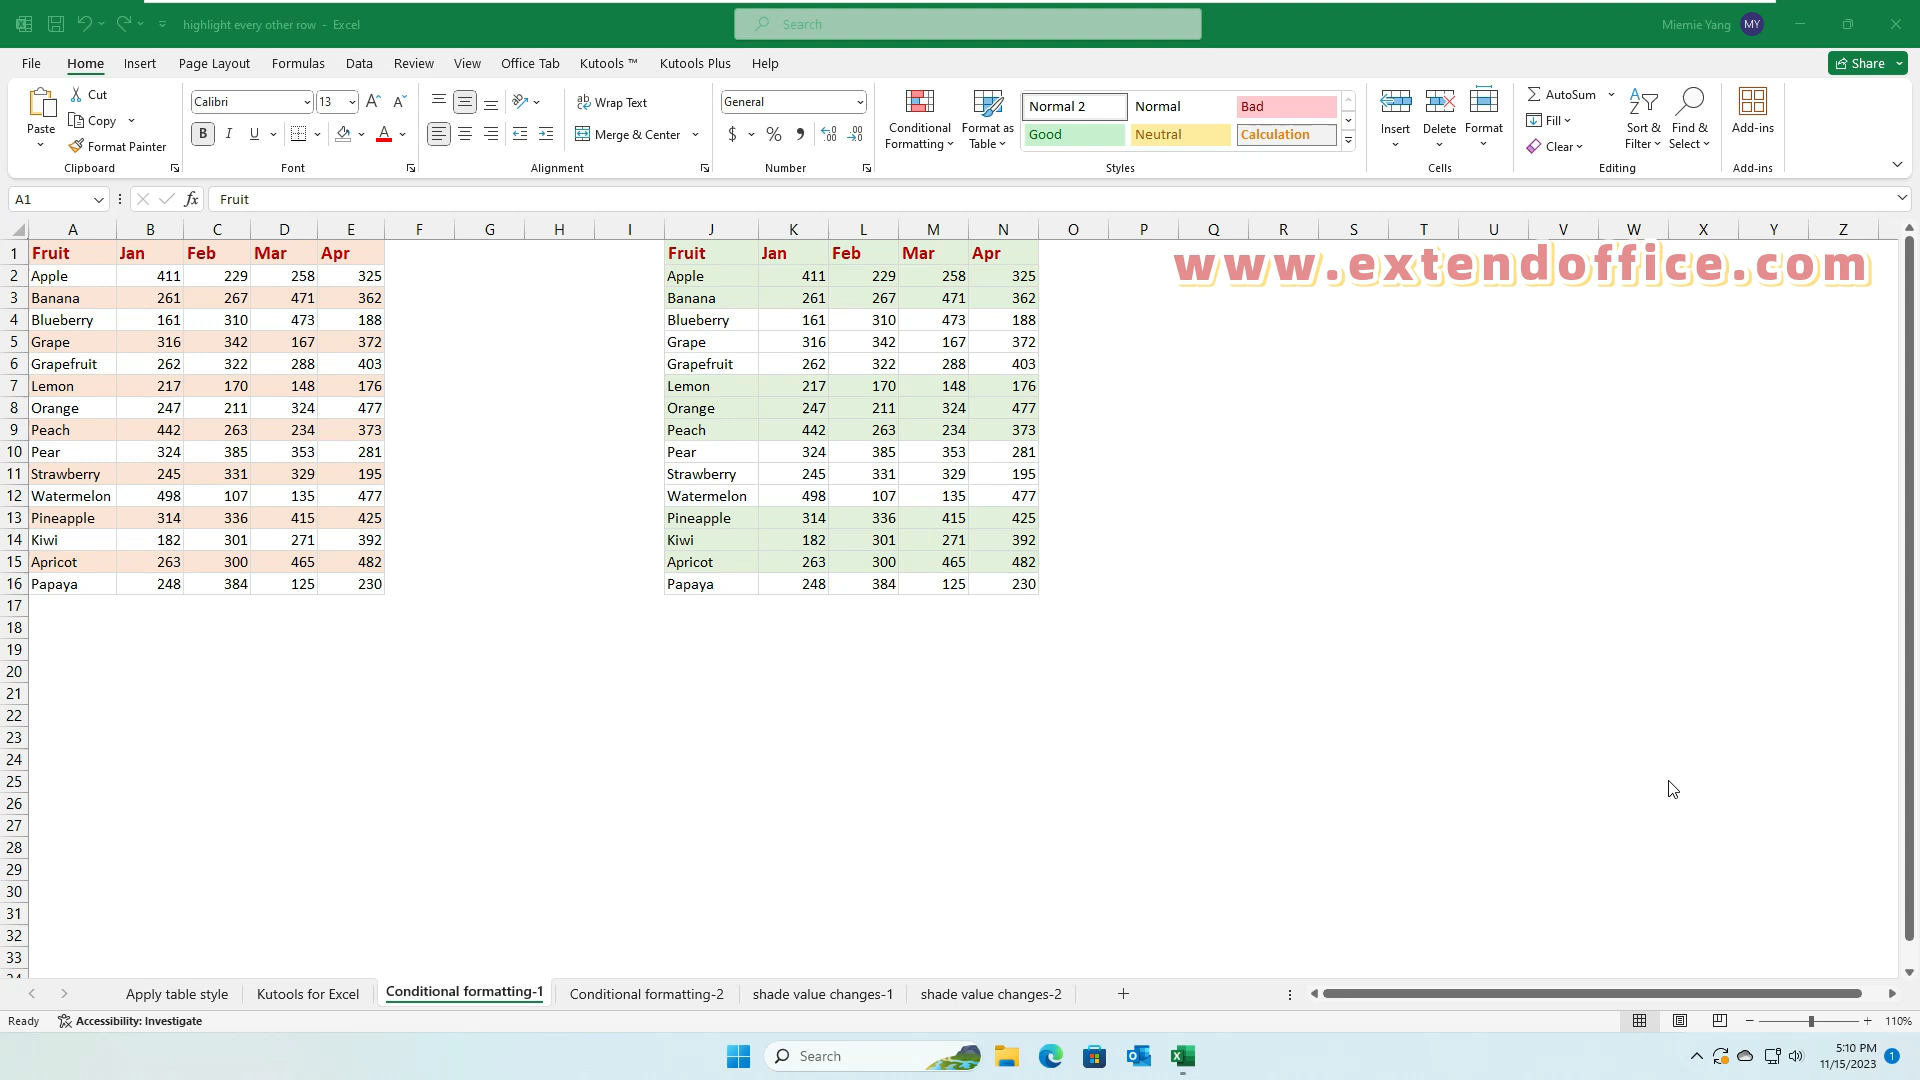 highlight every other row - Excel
Search
Miemie Yang MY
File Home Insert Page Layout Formulas Data Review View Office Tab Kutools ™ Kutools Plus Help Share
Paste Cut Copy Format Painter Clipboard
Calibri 13 B I U A Font
Wrap Text Merge & Center Alignment
General $ % Number
Conditional Formatting Format as Table
Normal 2 Normal Bad
Good Neutral Calculation
Styles
Insert Delete Format Cells
AutoSum Fill Clear Sort & Filter Find & Select Editing
Add-ins Add-ins
A1 fx Fruit
A B C D E F G H I J K L M N O P Q R S T U V W X Y Z
1 Fruit Jan Feb Mar Apr Fruit Jan Feb Mar Apr
www.extendoffice.com
2 Apple 411 229 258 325 Apple 411 229 258 325
3 Banana 261 267 471 362 Banana 261 267 471 362
4 Blueberry 161 310 473 188 Blueberry 161 310 473 188
5 Grape 316 342 167 372 Grape 316 342 167 372
6 Grapefruit 262 322 288 403 Grapefruit 262 322 288 403
7 Lemon 217 170 148 176 Lemon 217 170 148 176
8 Orange 247 211 324 477 Orange 247 211 324 477
9 Peach 442 263 234 373 Peach 442 263 234 373
10 Pear 324 385 353 281 Pear 324 385 353 281
11 Strawberry 245 331 329 195 Strawberry 245 331 329 195
12 Watermelon 498 107 135 477 Watermelon 498 107 135 477
13 Pineapple 314 336 415 425 Pineapple 314 336 415 425
14 Kiwi 182 301 271 392 Kiwi 182 301 271 392
15 Apricot 263 300 465 482 Apricot 263 300 465 482
16 Papaya 248 384 125 230 Papaya 248 384 125 230
17
18
19
20
21
22
23
24
25
26
27
28
29
30
31
32
33
34
Apply table style Kutools for Excel Conditional formatting-1 Conditional formatting-2 shade value changes-1 shade value changes-2
Ready Accessibility: Investigate 110%
Search
5:10 PM
11/15/2023 1